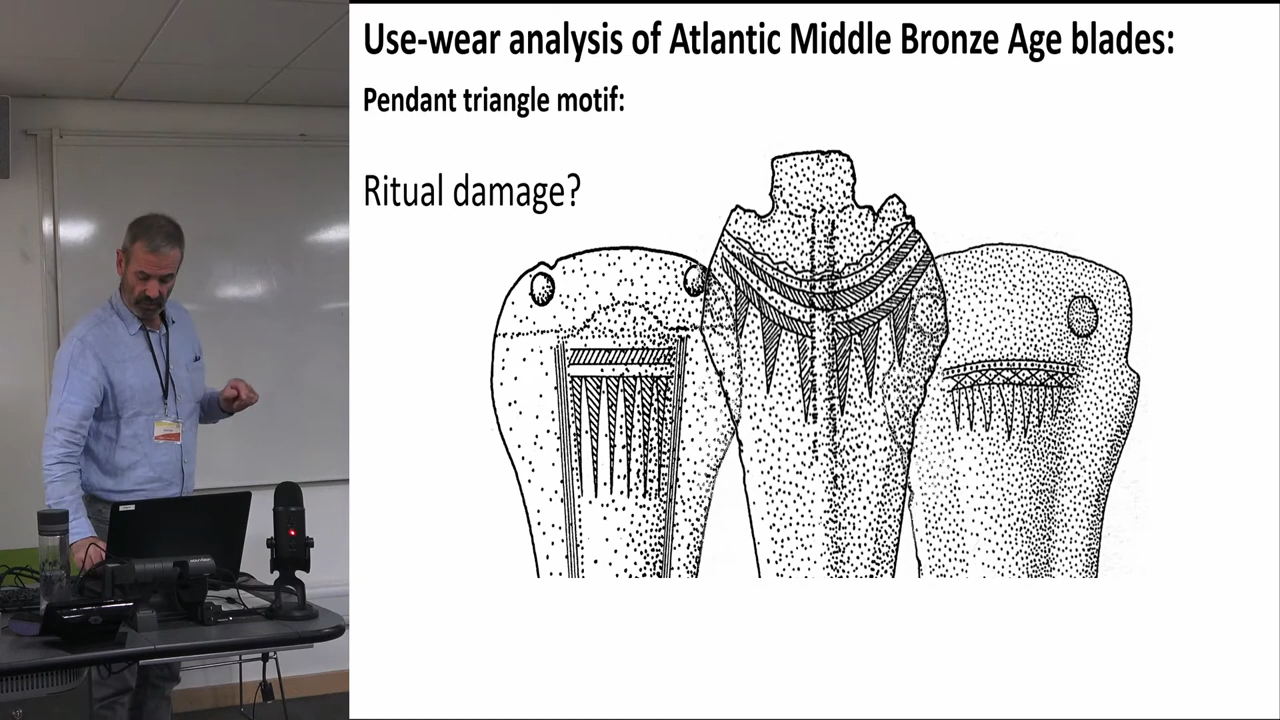 Use-wear analysis of Atlantic Middle Bronze Age blades:
Pendant triangle motif:
Ritual damage?